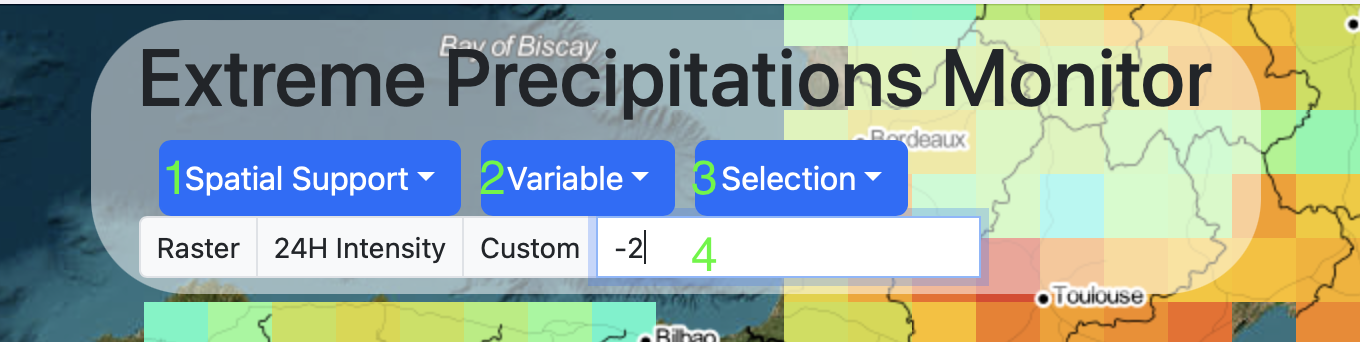 Bay of Biscay
Extreme Precipitations Monitor
Bordeaux
1 Spatial Support 2 Variable 3 Selection
Raster 24H Intensity Custom -2 4
Toulouse
Bilbao